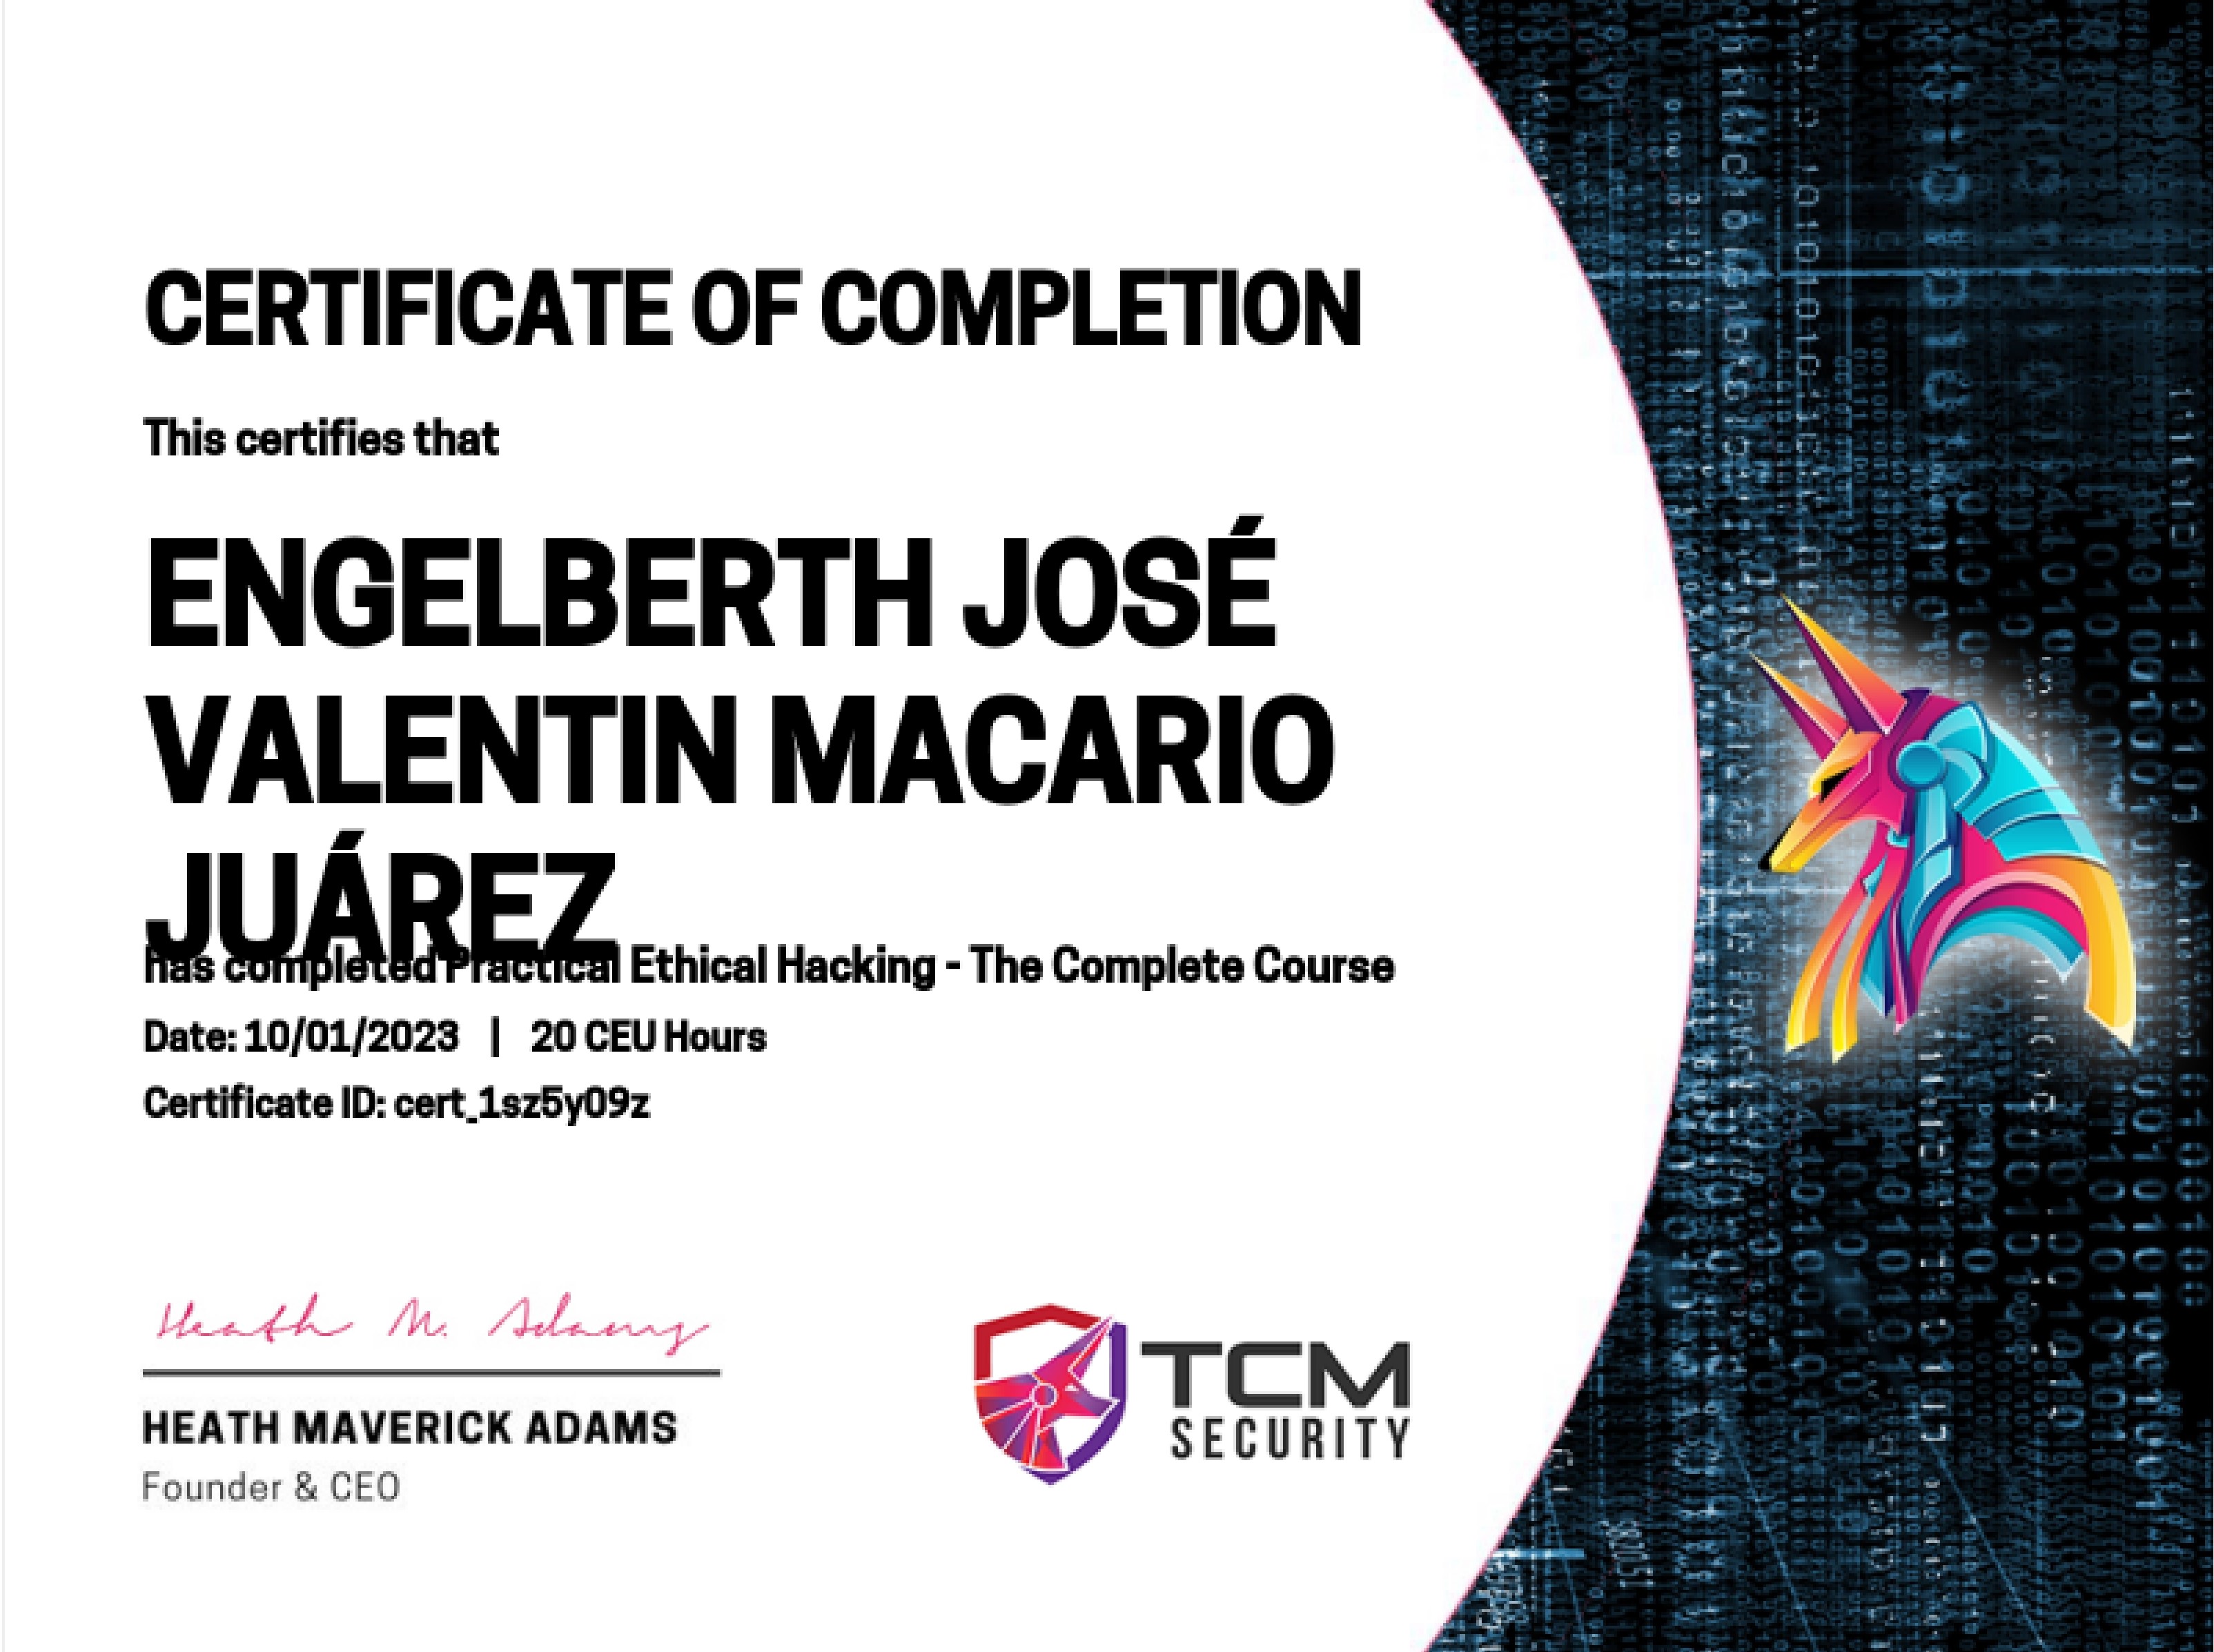 CERTIFICATE OF COMPLETION
This certifies that
ENGELBERTH JOSÉ
VALENTIN MACARIO
JUÁREZ
has completed Practical Ethical Hacking - The Complete Course
Date: 10/01/2023 | 20 CEU Hours
Certificate ID: cert_1sz5y09z
Heath M. Adams
HEATH MAVERICK ADAMS
Founder & CEO
TCM
SECURITY